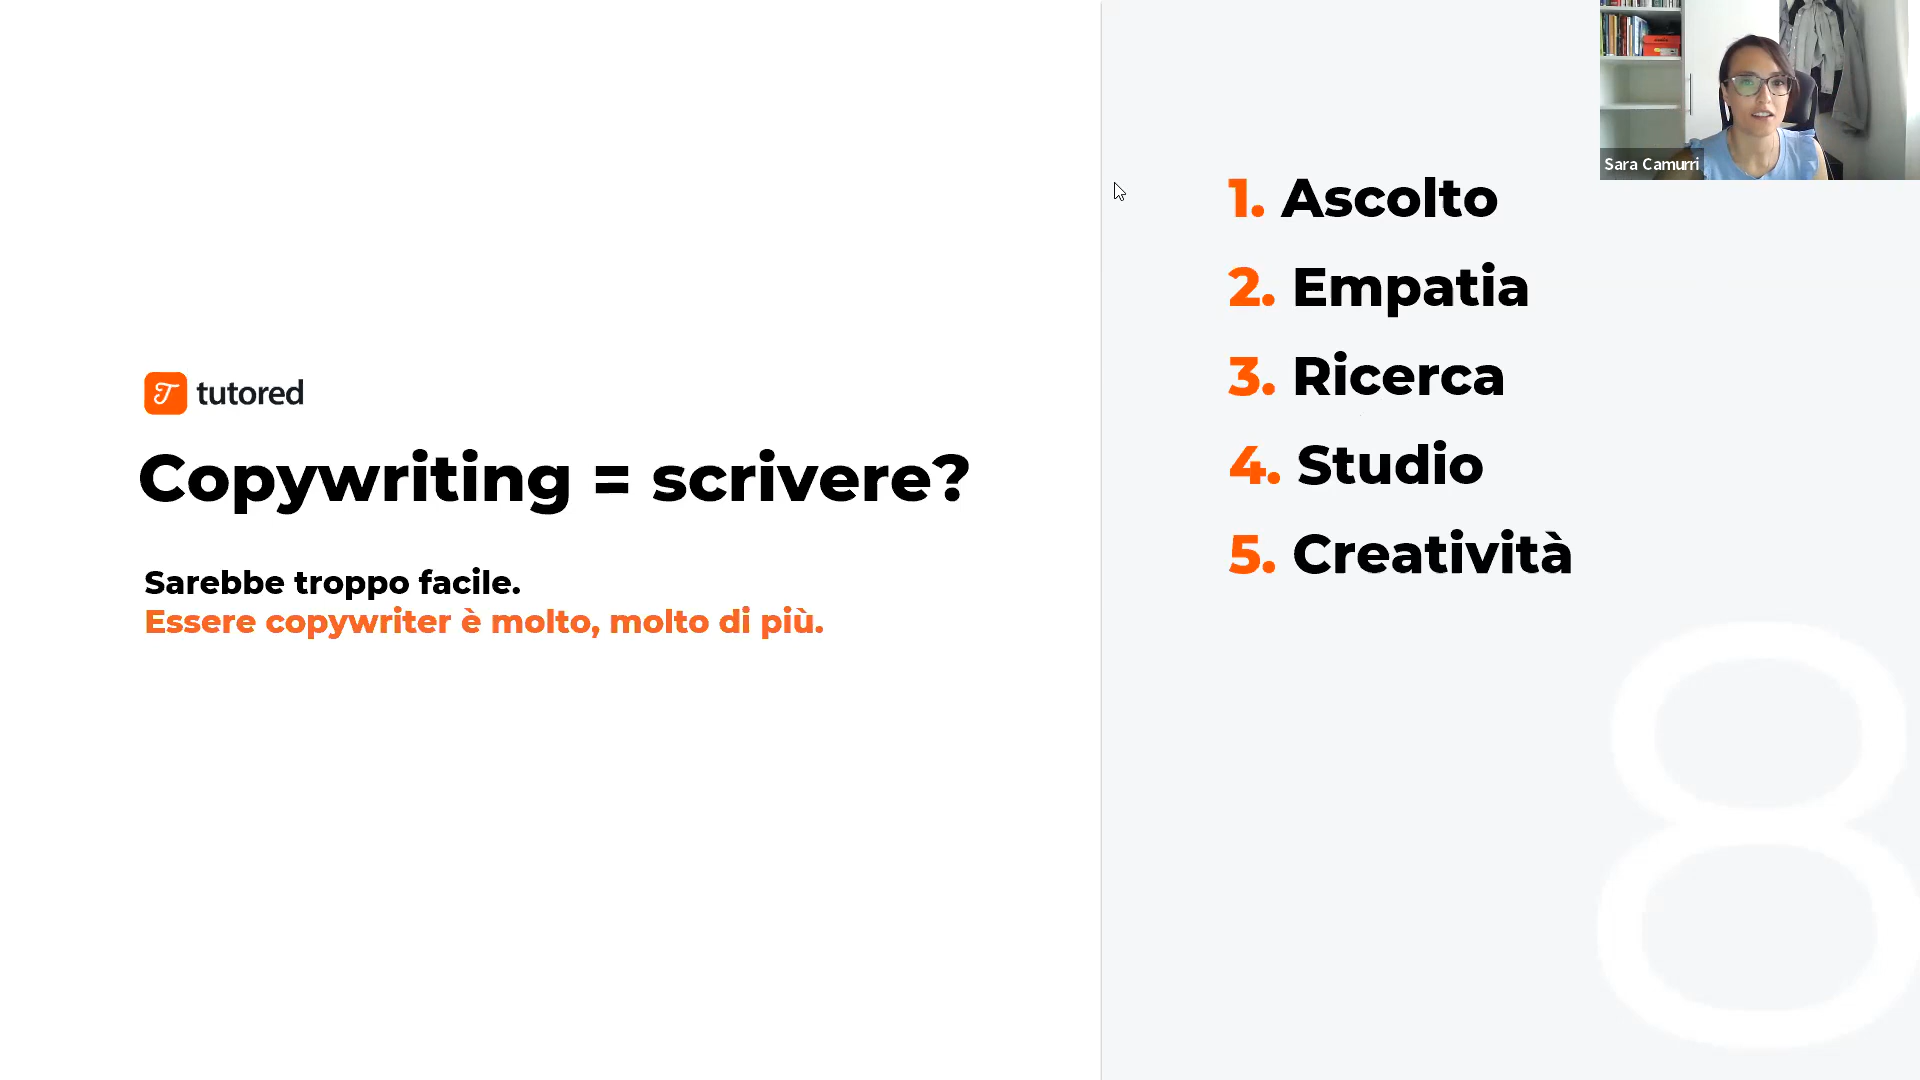 tutored
Copywriting = scrivere?
Sarebbe troppo facile.
Essere copywriter è molto, molto di più.
1. Ascolto
2. Empatia
3. Ricerca
4. Studio
5. Creatività
8
Sara Camurri